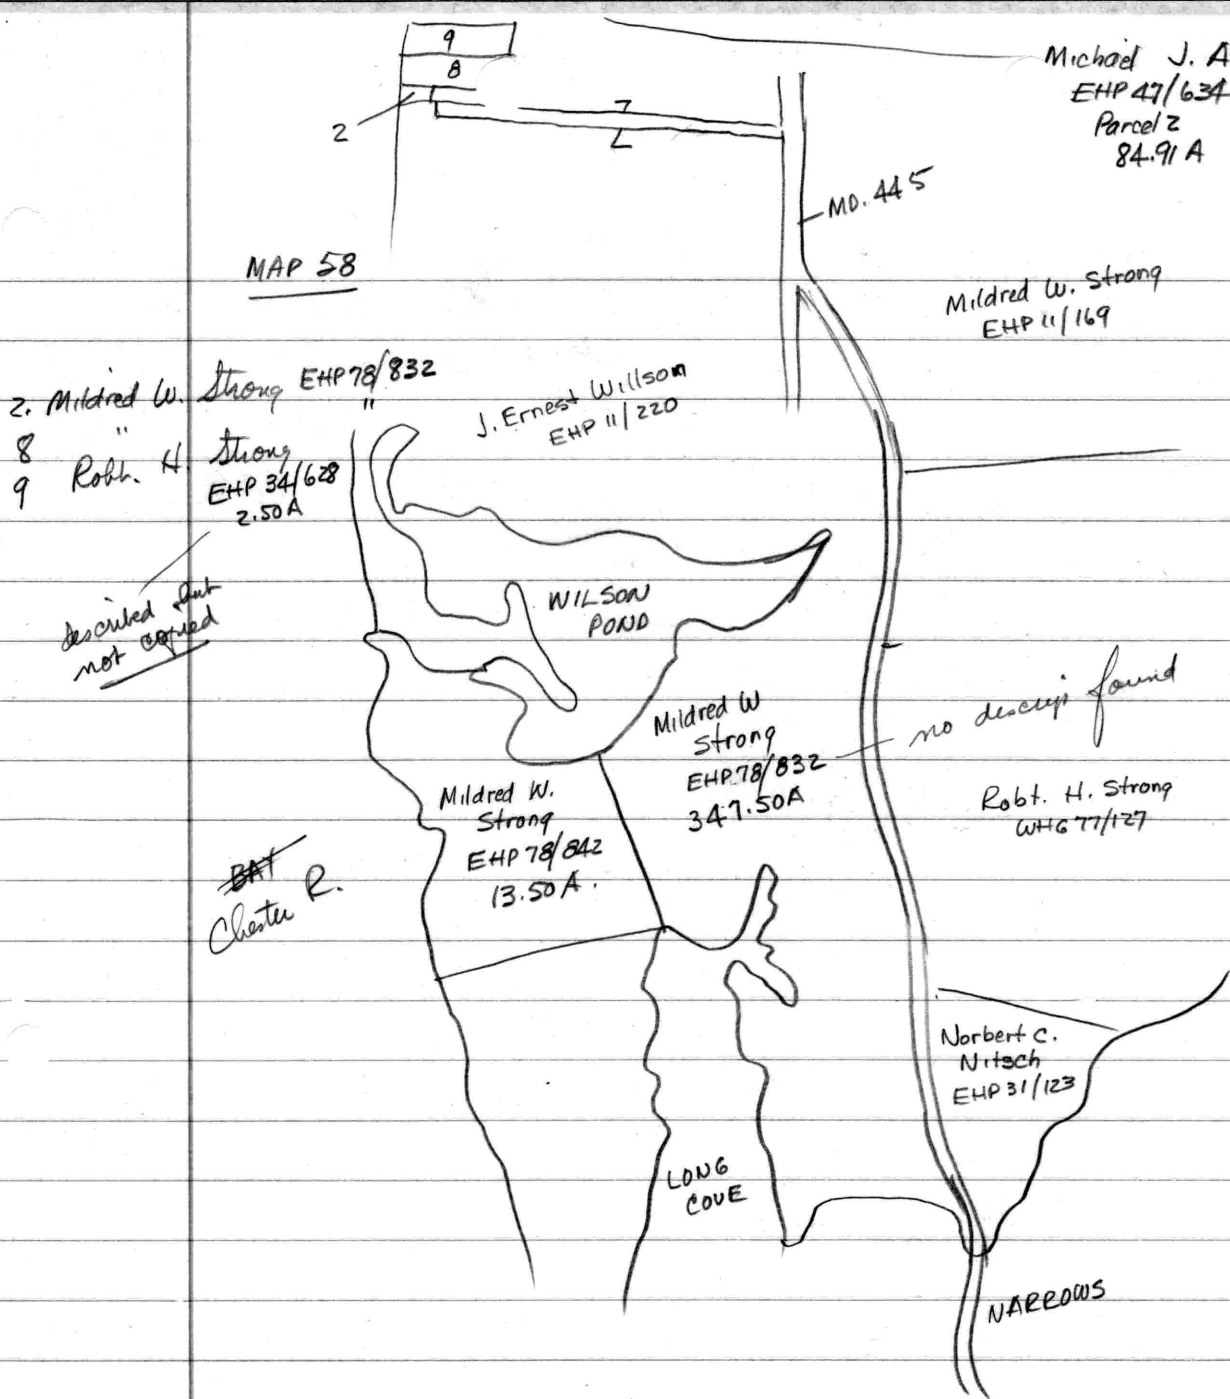 9
8
2
Z
Z
Michael J. A
EHP 47/634
Parcel 2
84.91 A
MD. 445
MAP 58
Mildred W. Strong
EHP 11/169
2. Mildred W. Strong EHP 78/832
8 " "
9 Robt. H. Strong
EHP 34/628
2.50 A
J. Ernest Willson
EHP 11/220
described but
not copied
WILSON
POND
Mildred W
Strong
EHP 78/832
347.50A
no descrip found
Mildred W.
Strong
EHP 78/842
13.50 A.
Robt. H. Strong
WHG 77/127
BAY
Chester R.
Norbert C.
Nitsch
EHP 31/123
LONG
COVE
NARROWS